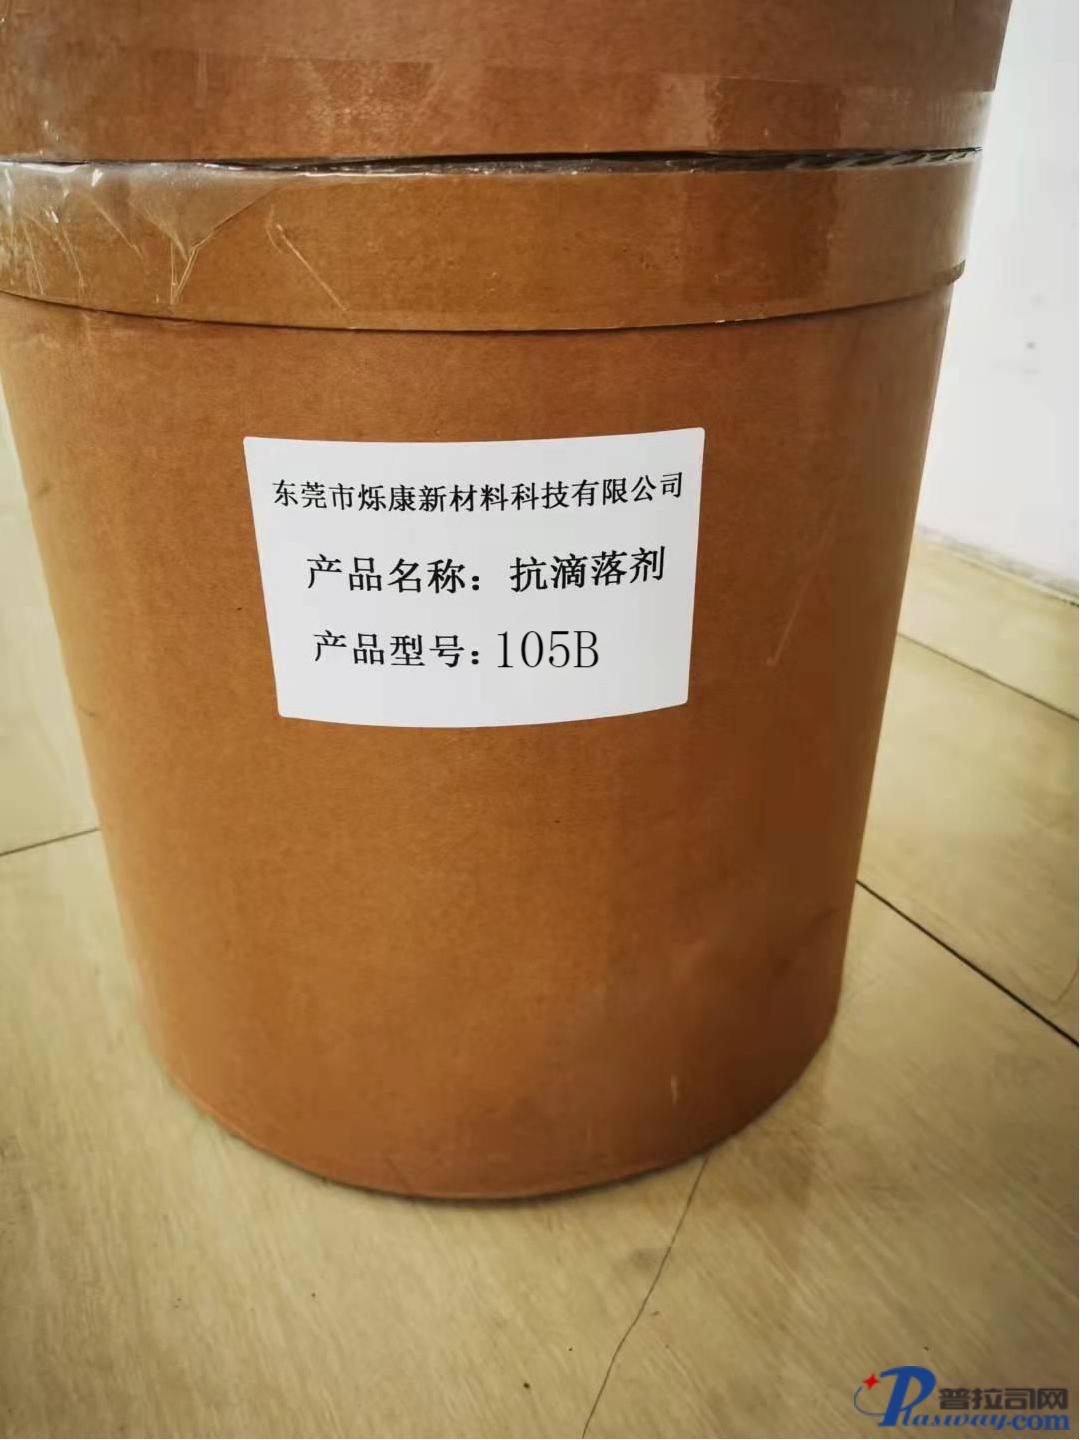 东莞市烁康新材料科技有限公司
产品名称：抗滴落剂
产品型号：105B
普拉司网
Plasway.com